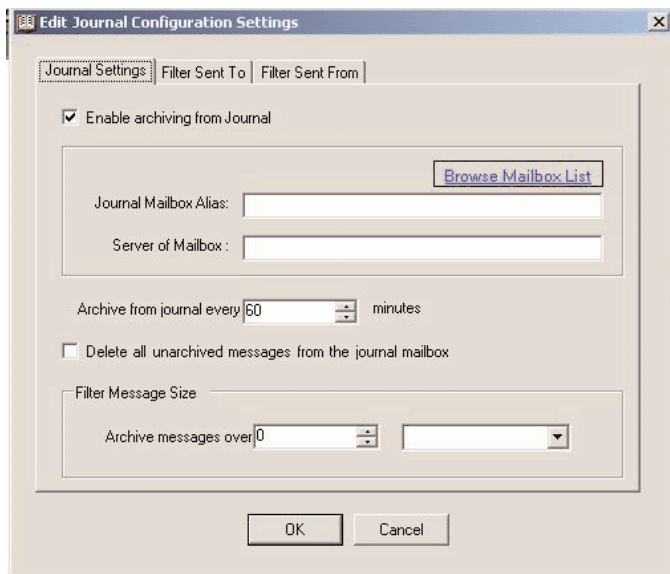 Edit Journal Configuration Settings
Journal Settings Filter Sent To Filter Sent From
Enable archiving from Journal
Browse Mailbox List
Journal Mailbox Alias:
Server of Mailbox :
Archive from journal every 60 minutes
Delete all unarchived messages from the journal mailbox
Filter Message Size
Archive messages over 0
OK Cancel